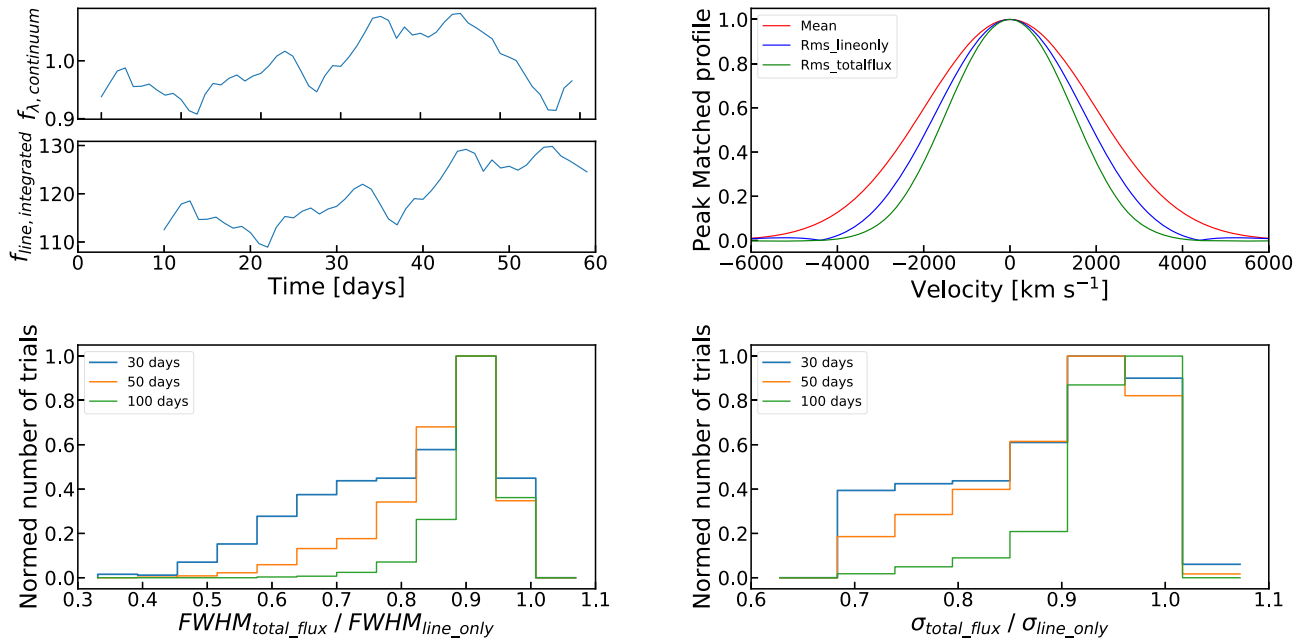 f_λ, continuum
1.0
0.9
f_line, integrated
130
120
110
0 10 20 30 40 50 60
Time [days]
Peak Matched profile
1.0
0.8
0.6
0.4
0.2
0.0
Mean
Rms_lineonly
Rms_totalflux
−6000 −4000 −2000 0 2000 4000 6000
Velocity [km s⁻¹]
Normed number of trials
1.0
0.8
0.6
0.4
0.2
0.0
30 days
50 days
100 days
0.3 0.4 0.5 0.6 0.7 0.8 0.9 1.0 1.1
FWHM_total_flux / FWHM_line_only
Normed number of trials
1.0
0.8
0.6
0.4
0.2
0.0
30 days
50 days
100 days
0.6 0.7 0.8 0.9 1.0 1.1
σ_total_flux / σ_line_only